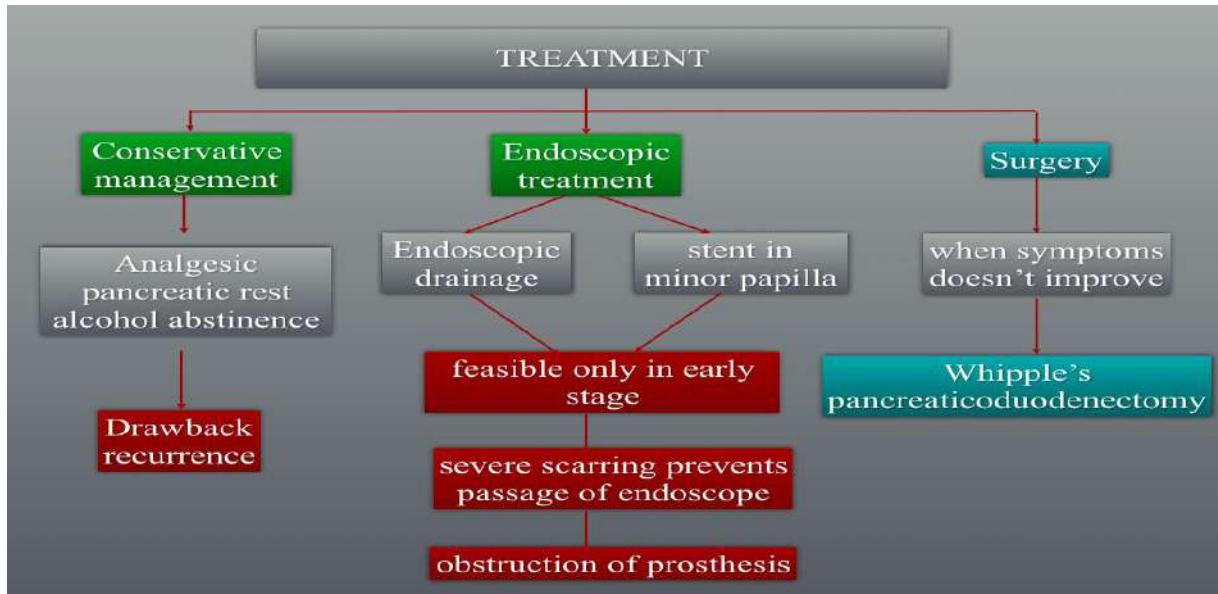 TREATMENT
Conservative
management
Endoscopic
treatment
Surgery
Analgesic
pancreatic rest
alcohol abstinence
Endoscopic
drainage
stent in
minor papilla
when symptoms
doesn't improve
feasible only in early
stage
Whipple's
pancreaticoduodenectomy
Drawback
recurrence
severe scarring prevents
passage of endoscope
obstruction of prosthesis